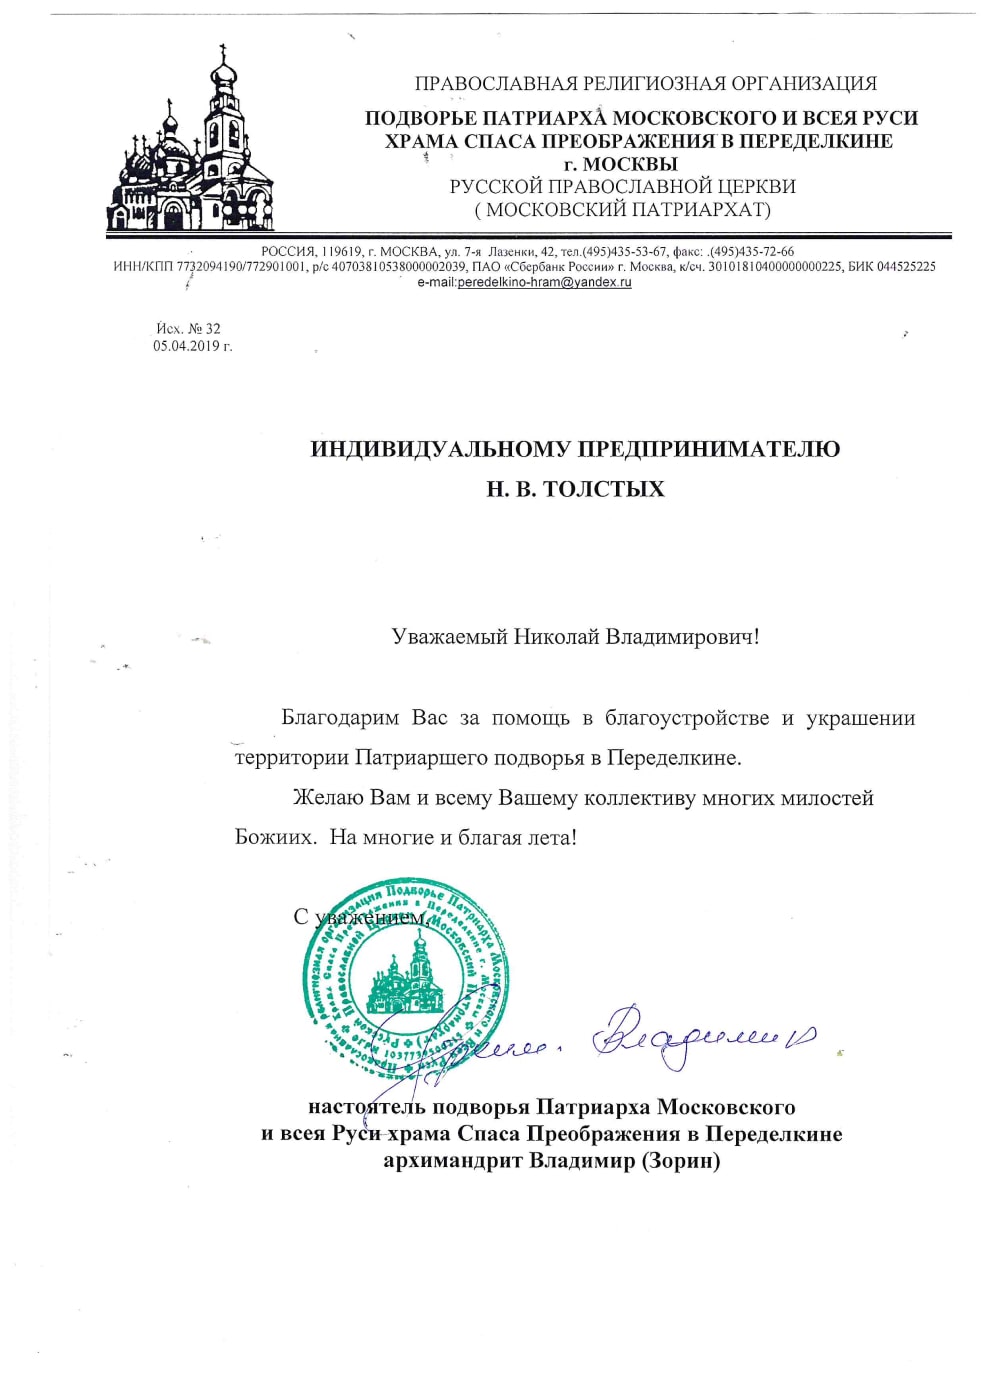 ПРАВОСЛАВНАЯ РЕЛИГИОЗНАЯ ОРГАНИЗАЦИЯ
ПОДВОРЬЕ ПАТРИАРХА МОСКОВСКОГО И ВСЕЯ РУСИ
ХРАМА СПАСА ПРЕОБРАЖЕНИЯ В ПЕРЕДЕЛКИНЕ
г. МОСКВЫ
РУССКОЙ ПРАВОСЛАВНОЙ ЦЕРКВИ
( МОСКОВСКИЙ ПАТРИАРХАТ)
РОССИЯ, 119619, г. МОСКВА, ул. 7-я Лазенки, 42, тел.(495)435-53-67, факс: .(495)435-72-66
ИНН/КПП 7732094190/772901001, р/с 40703810538000002039, ПАО «Сбербанк России» г. Москва, к/сч. 30101810400000000225, БИК 044525225
e-mail:peredelkino-hram@yandex.ru
Исх. № 32
05.04.2019 г.
ИНДИВИДУАЛЬНОМУ ПРЕДПРИНИМАТЕЛЮ
Н. В. ТОЛСТЫХ
Уважаемый Николай Владимирович!
Благодарим Вас за помощь в благоустройстве и украшении
территории Патриаршего подворья в Переделкине.
Желаю Вам и всему Вашему коллективу многих милостей
Божиих. На многие и благая лета!
С уважением,
Православная религиозная организация Подворье Патриарха Московского и Всея Руси
Храма Спаса Преображения в Переделкине г. Москвы
Русской Православной Церкви (Московский Патриархат)
Владимир
настоятель подворья Патриарха Московского
и всея Руси храма Спаса Преображения в Переделкине
архимандрит Владимир (Зорин)